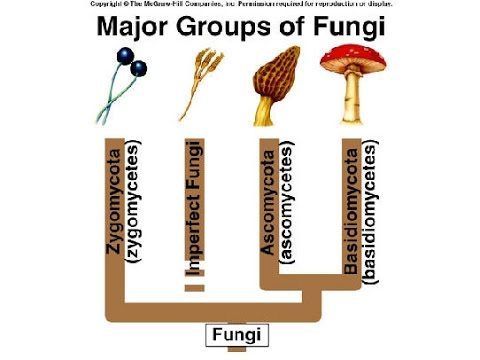 Copyright © The McGraw-Hill Companies, Inc. Permission required for reproduction or display.
Major Groups of Fungi
Zygomycota
(zygomycetes)
Imperfect Fungi
Ascomycota
(ascomycetes)
Basidiomycota
(basidiomycetes)
Fungi